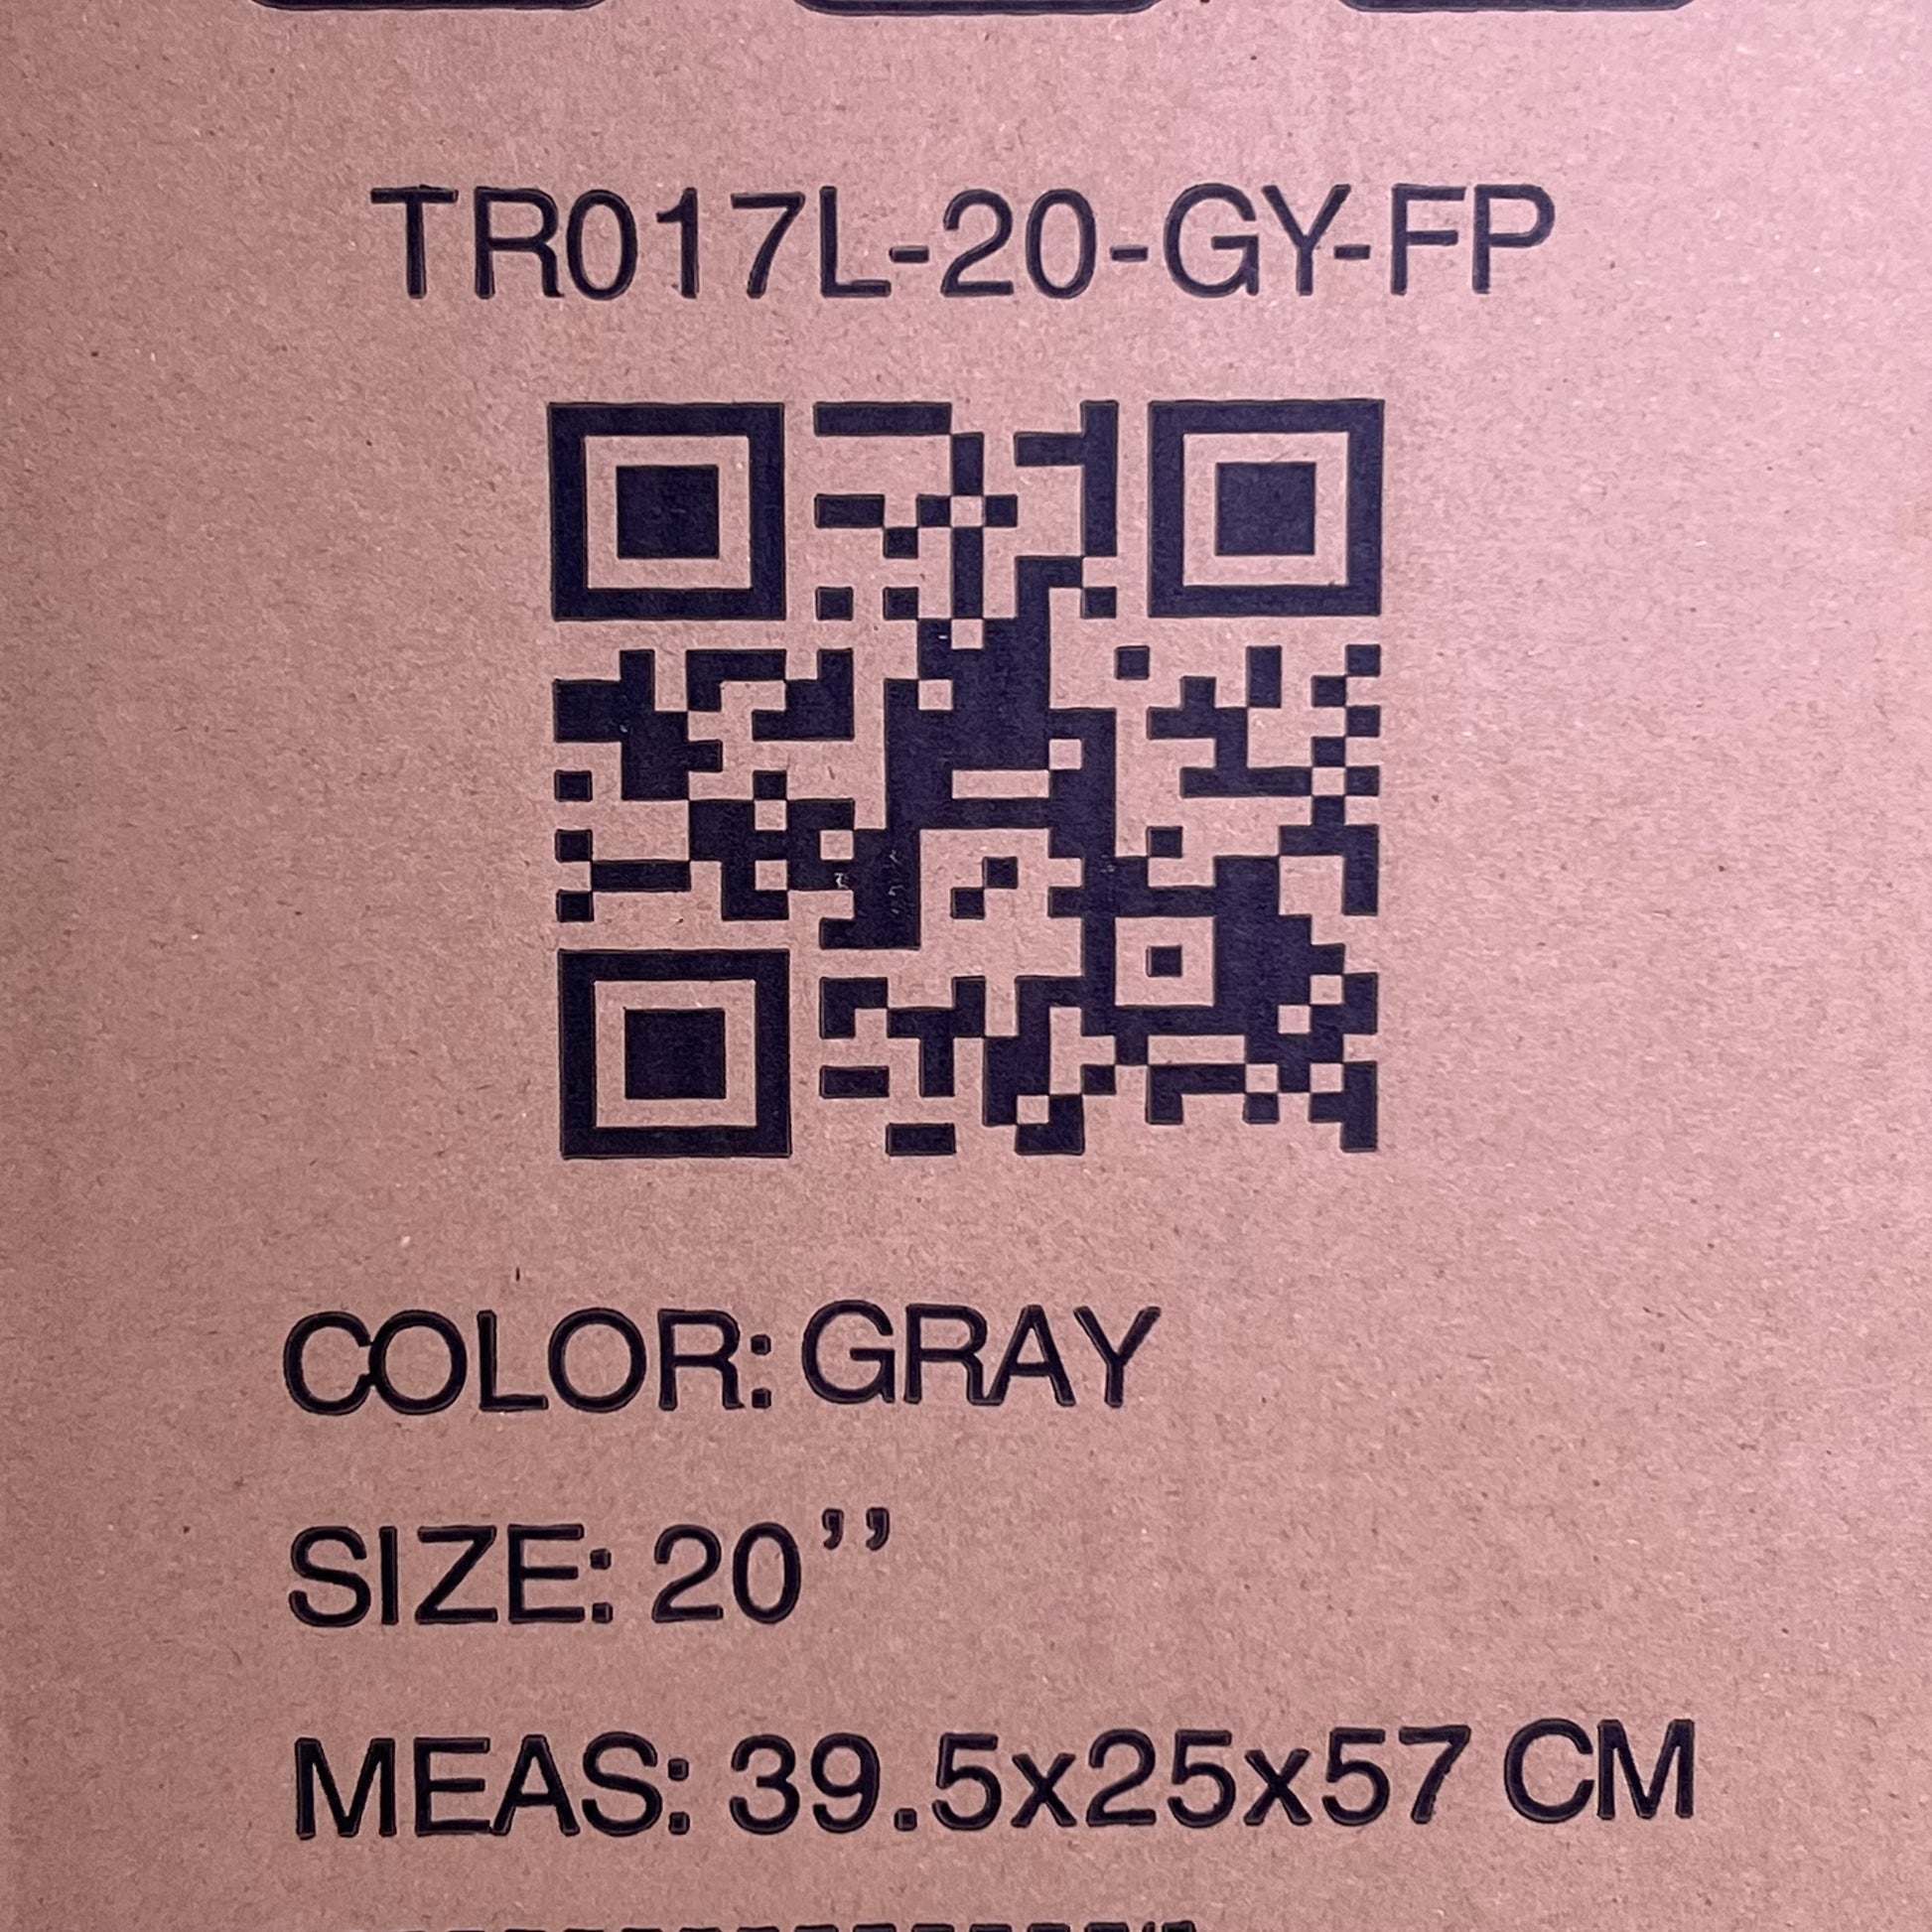 TR017L-20-GY-FP
COLOR: GRAY
SIZE: 20’’
MEAS: 39.5x25x57 CM